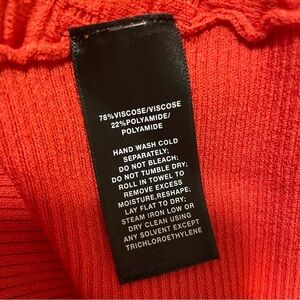 78%VISCOSE/VISCOSE
22%POLYAMIDE/
POLYAMIDE
HAND WASH COLD
SEPARATELY;
DO NOT BLEACH;
DO NOT TUMBLE DRY;
ROLL IN TOWEL TO
REMOVE EXCESS
MOISTURE,RESHAPE;
LAY FLAT TO DRY;
STEAM IRON LOW OR
DRY CLEAN USING
ANY SOLVENT EXCEPT
TRICHLOROETHYLENE